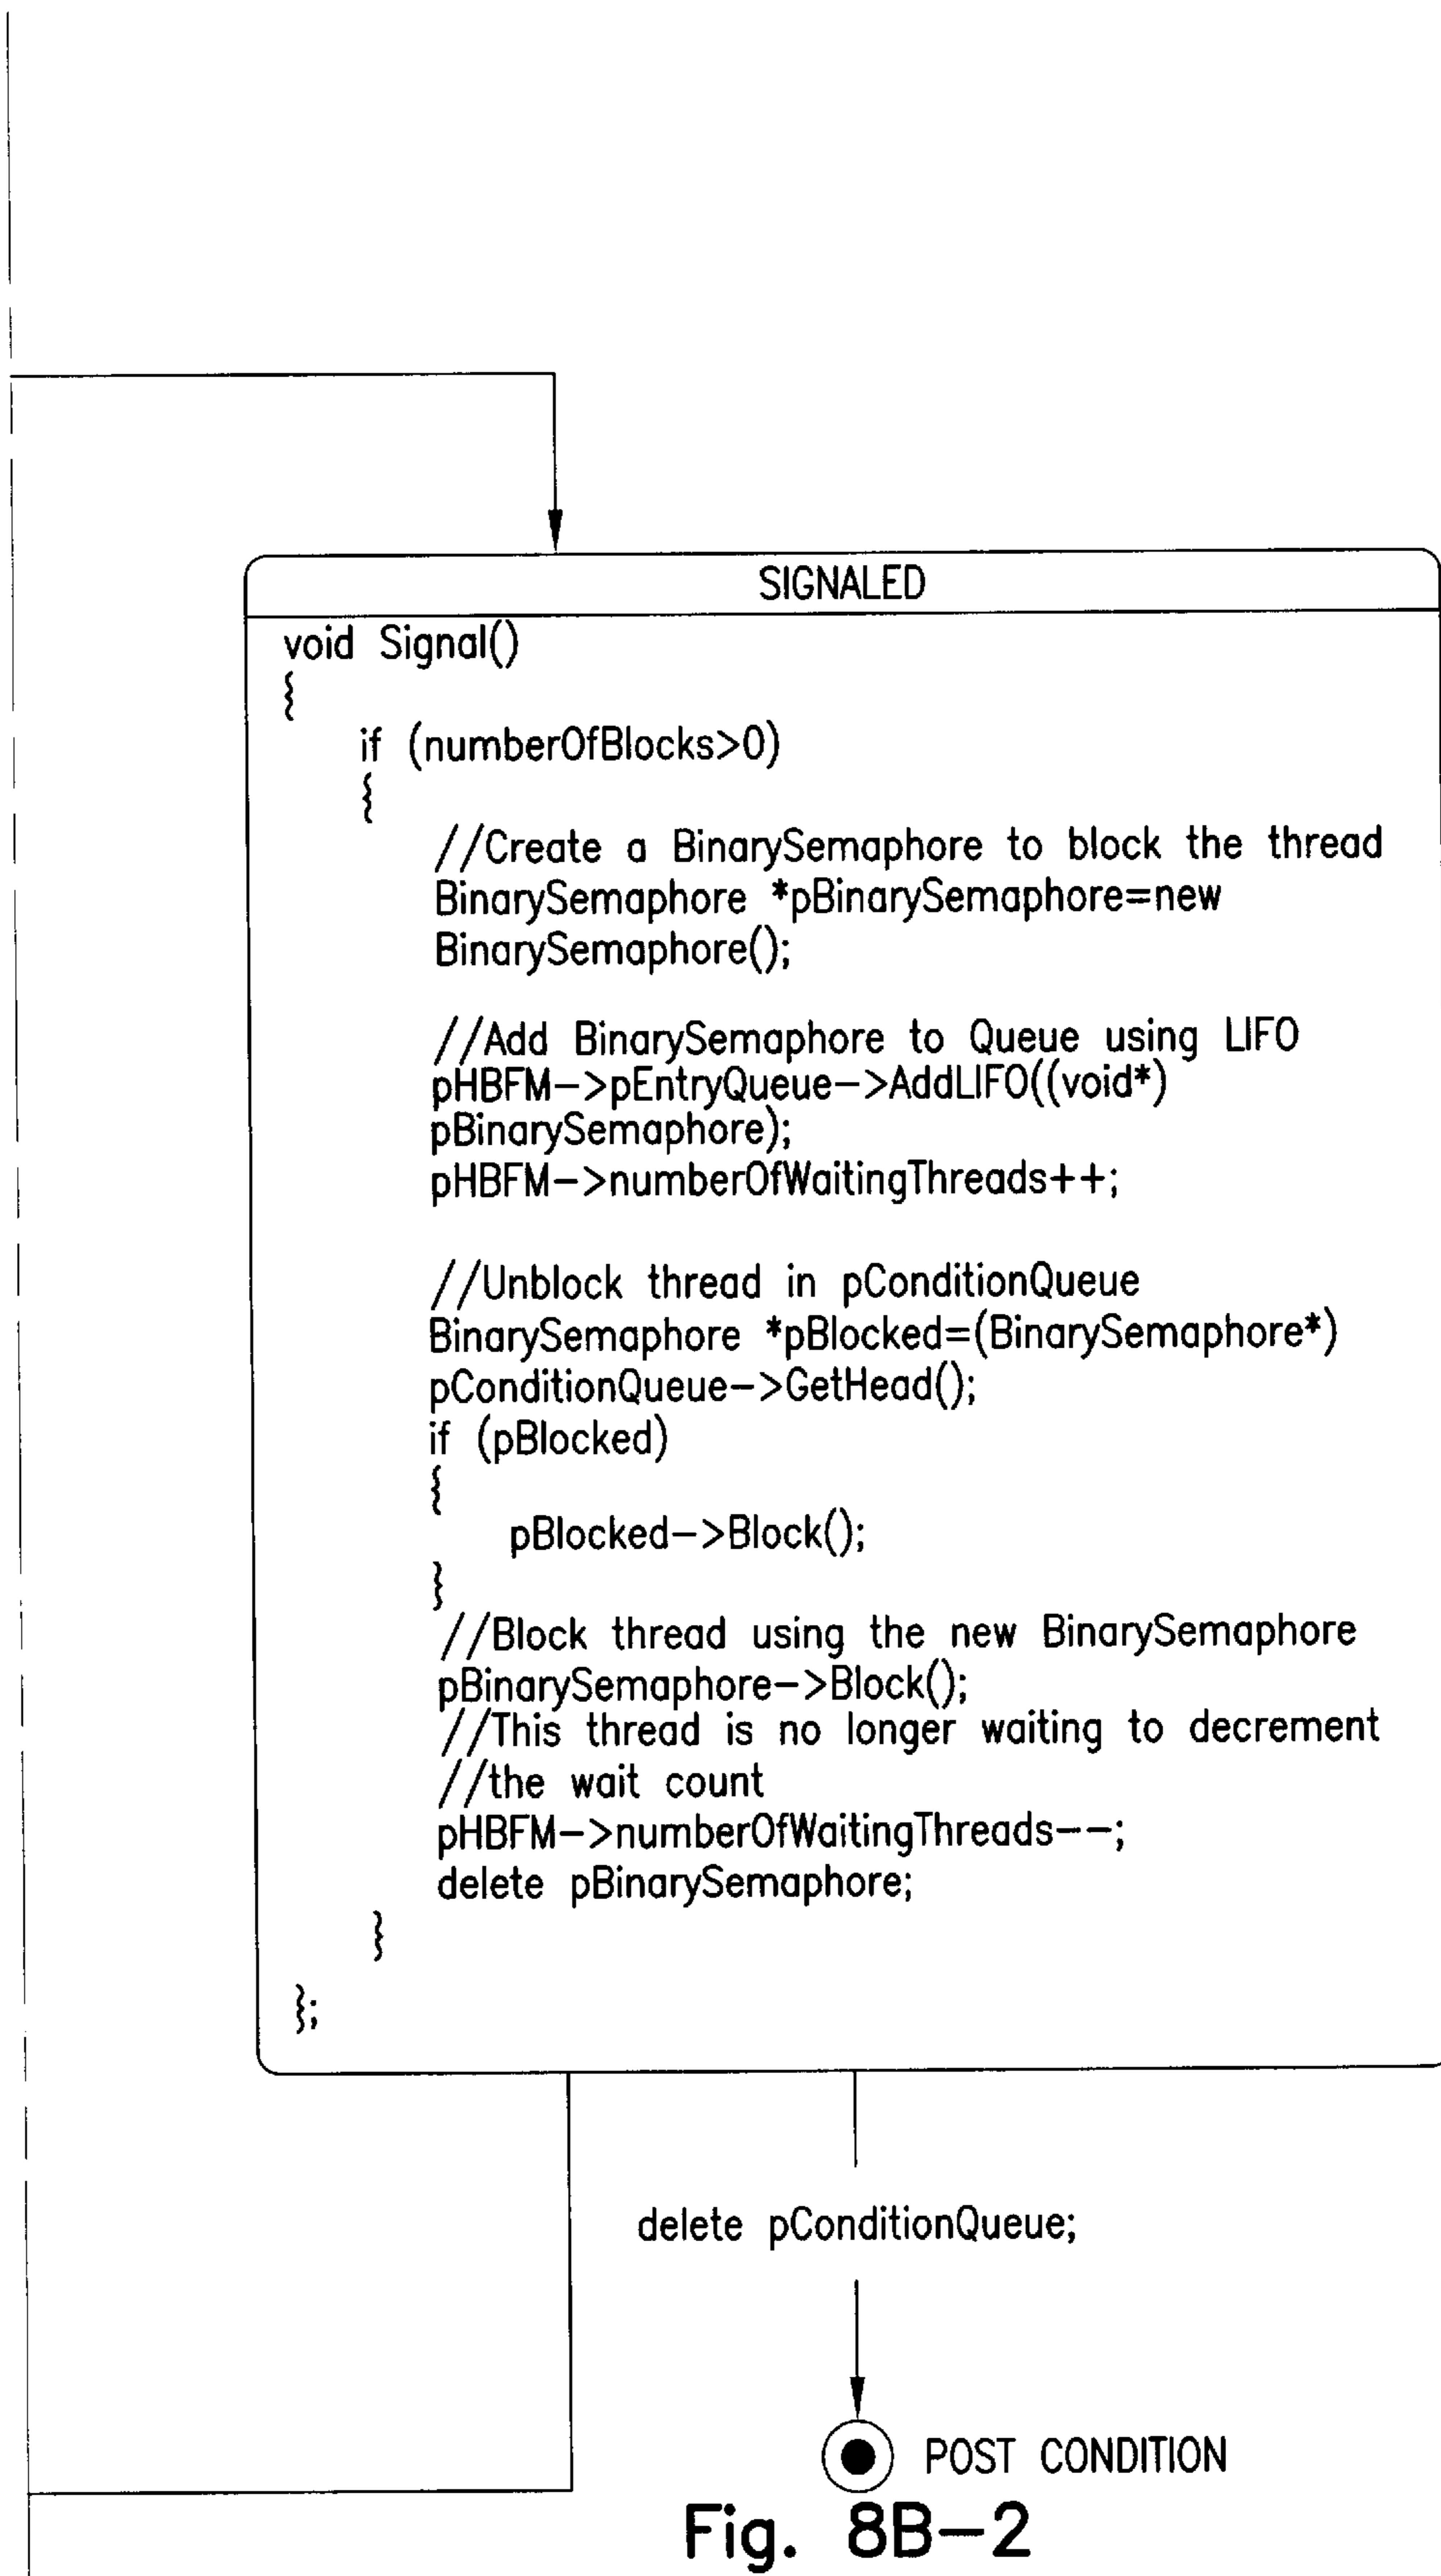 SIGNALED
void Signal()
{
if (numberOfBlocks>0)
{
//Create a BinarySemaphore to block the thread
BinarySemaphore *pBinarySemaphore=new
BinarySemaphore();
//Add BinarySemaphore to Queue using LIFO
pHBFM->pEntryQueue->AddLIFO((void*)
pBinarySemaphore);
pHBFM->numberOfWaitingThreads++;
//Unblock thread in pConditionQueue
BinarySemaphore *pBlocked=(BinarySemaphore*)
pConditionQueue->GetHead();
if (pBlocked)
{
pBlocked->Block();
}
//Block thread using the new BinarySemaphore
pBinarySemaphore->Block();
//This thread is no longer waiting to decrement
//the wait count
pHBFM->numberOfWaitingThreads--;
delete pBinarySemaphore;
}
};
delete pConditionQueue;
POST CONDITION
Fig. 8B-2